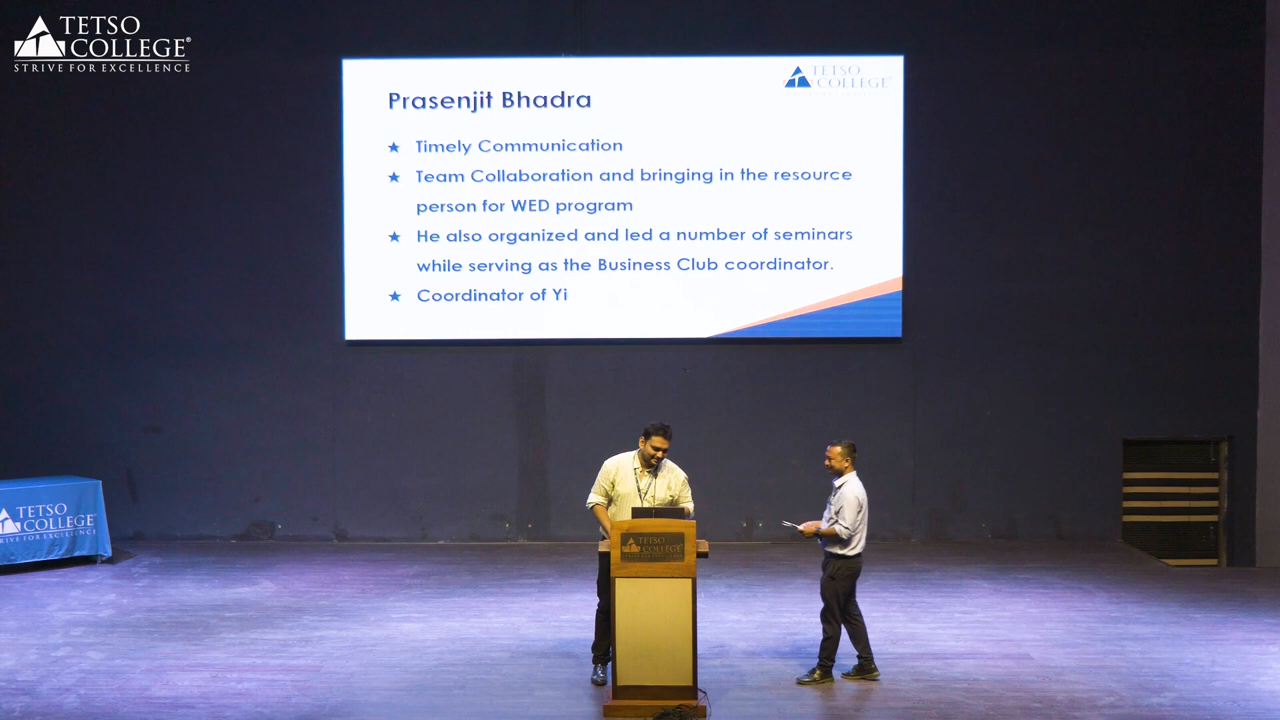 TETSO
COLLEGE®
STRIVE FOR EXCELLENCE
TETSO
COLLEGE
Prasenjit Bhadra
★ Timely Communication
★ Team Collaboration and bringing in the resource
person for WED program
★ He also organized and led a number of seminars
while serving as the Business Club coordinator.
★ Coordinator of Yi
TETSO
COLLEGE
STRIVE FOR EXCELLENCE
TETSO
COLLEGE